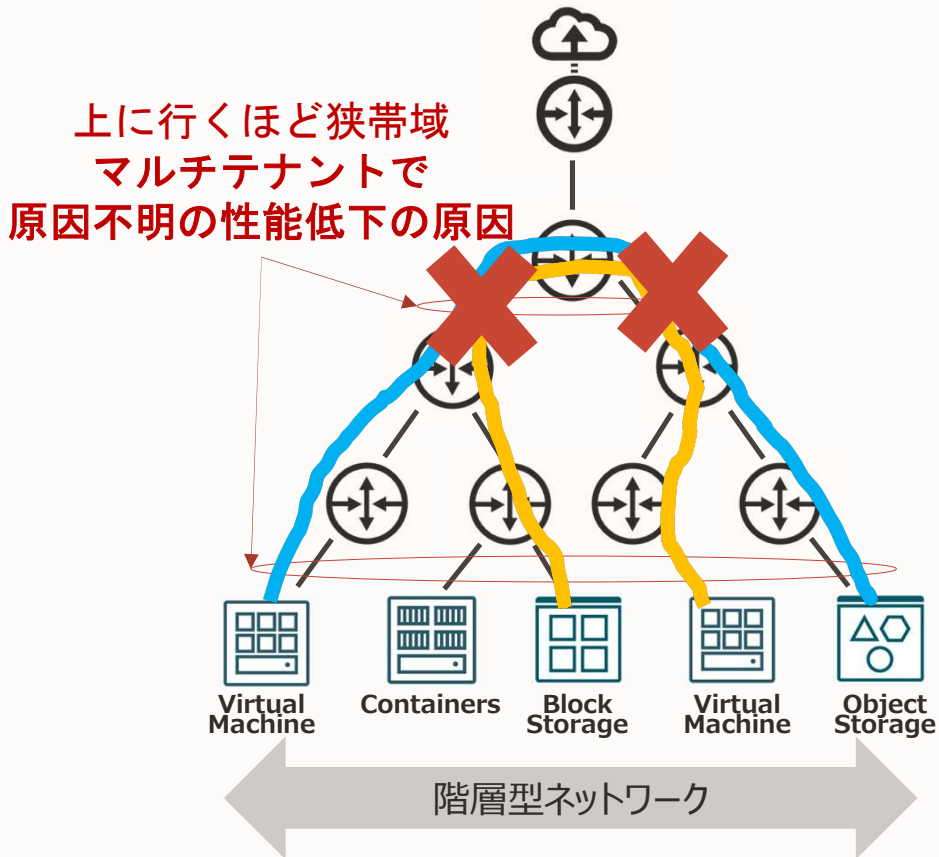 上に行くほど狭帯域
マルチテナントで
原因不明の性能低下の原因
Virtual
Machine
Containers
Block
Storage
Virtual
Machine
Object
Storage
階層型ネットワーク